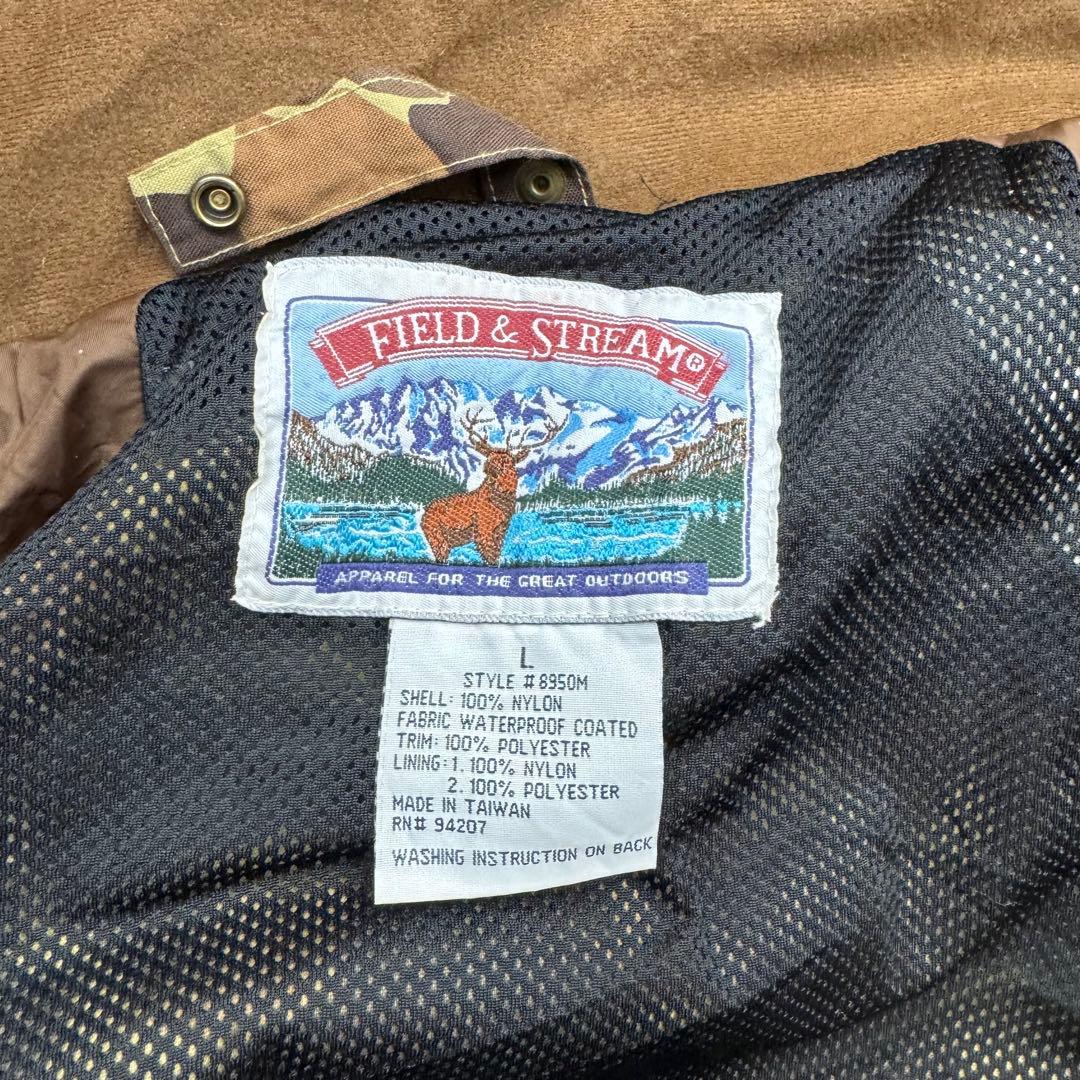 FIELD & STREAM®
APPAREL FOR THE GREAT OUTDOORS
L
STYLE # 8950M
SHELL: 100% NYLON
FABRIC WATERPROOF COATED
TRIM: 100% POLYESTER
LINING: 1. 100% NYLON
2. 100% POLYESTER
MADE IN TAIWAN
RN# 94207
WASHING INSTRUCTION ON BACK